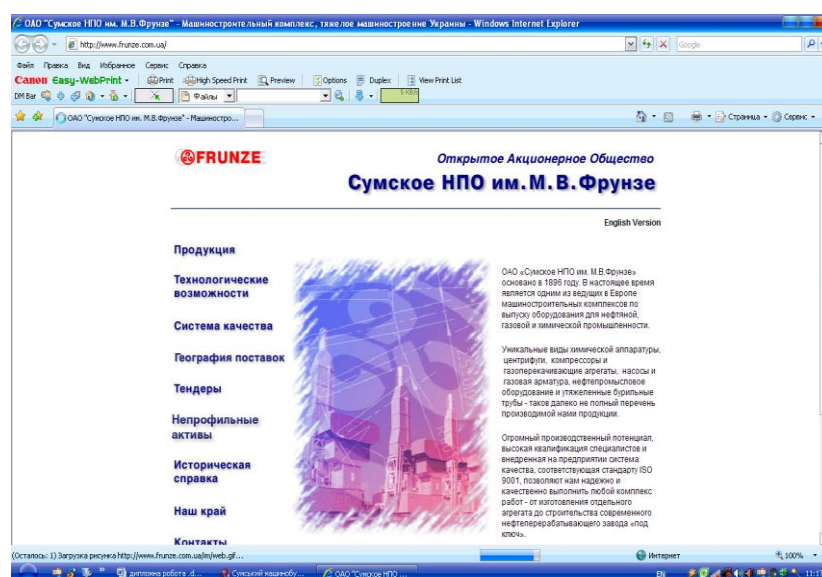 ОАО "Сумское НПО им. М.В.Фрунзе" - Машиностроительный комплекс, тяжелое машиностроение Украины - Windows Internet Explorer
http://www.frunze.com.ua/
Google
Файл Правка Вид Избранное Сервис Справка
Canon Easy-WebPrint Print High Speed Print Preview Options Duplex View Print List
DM Bar Файлы
ОАО "Сумское НПО им. М.В.Фрунзе" - Машиностро... Страница Сервис
FRUNZE
Открытое Акционерное Общество
Сумское НПО им. М. В. Фрунзе
English Version
Продукция
Технологические
возможности
Система качества
География поставок
Тендеры
Непрофильные
активы
Историческая
справка
Наш край
Контакты
ОАО «Сумское НПО им. М.В.Фрунзе»
основано в 1896 году. В настоящее время
является одним из ведущих в Европе
машиностроительных комплексов по
выпуску оборудования для нефтяной,
газовой и химической промышленности.
Уникальные виды химической аппаратуры,
центрифуги, компрессоры и
газоперекачивающие агрегаты, насосы и
газовая арматура, нефтепромысловое
оборудование и утяжеленные бурильные
трубы - таков далеко не полный перечень
производимой нами продукции.
Огромный производственный потенциал,
высокая квалификация специалистов и
внедренная на предприятии система
качества, соответствующая стандарту ISO
9001, позволяют нам надежно и
качественно выполнить любой комплекс
работ - от изготовления отдельного
агрегата до строительства современного
нефтеперерабатывающего завода «под
ключ».
(Осталось: 1) Загрузка рисунка http://www.frunze.com.ua/im/web.gif...
Интернет 100%
дипломна робота .d... Сумський машинобу... ОАО "Сумское НПО ... EN